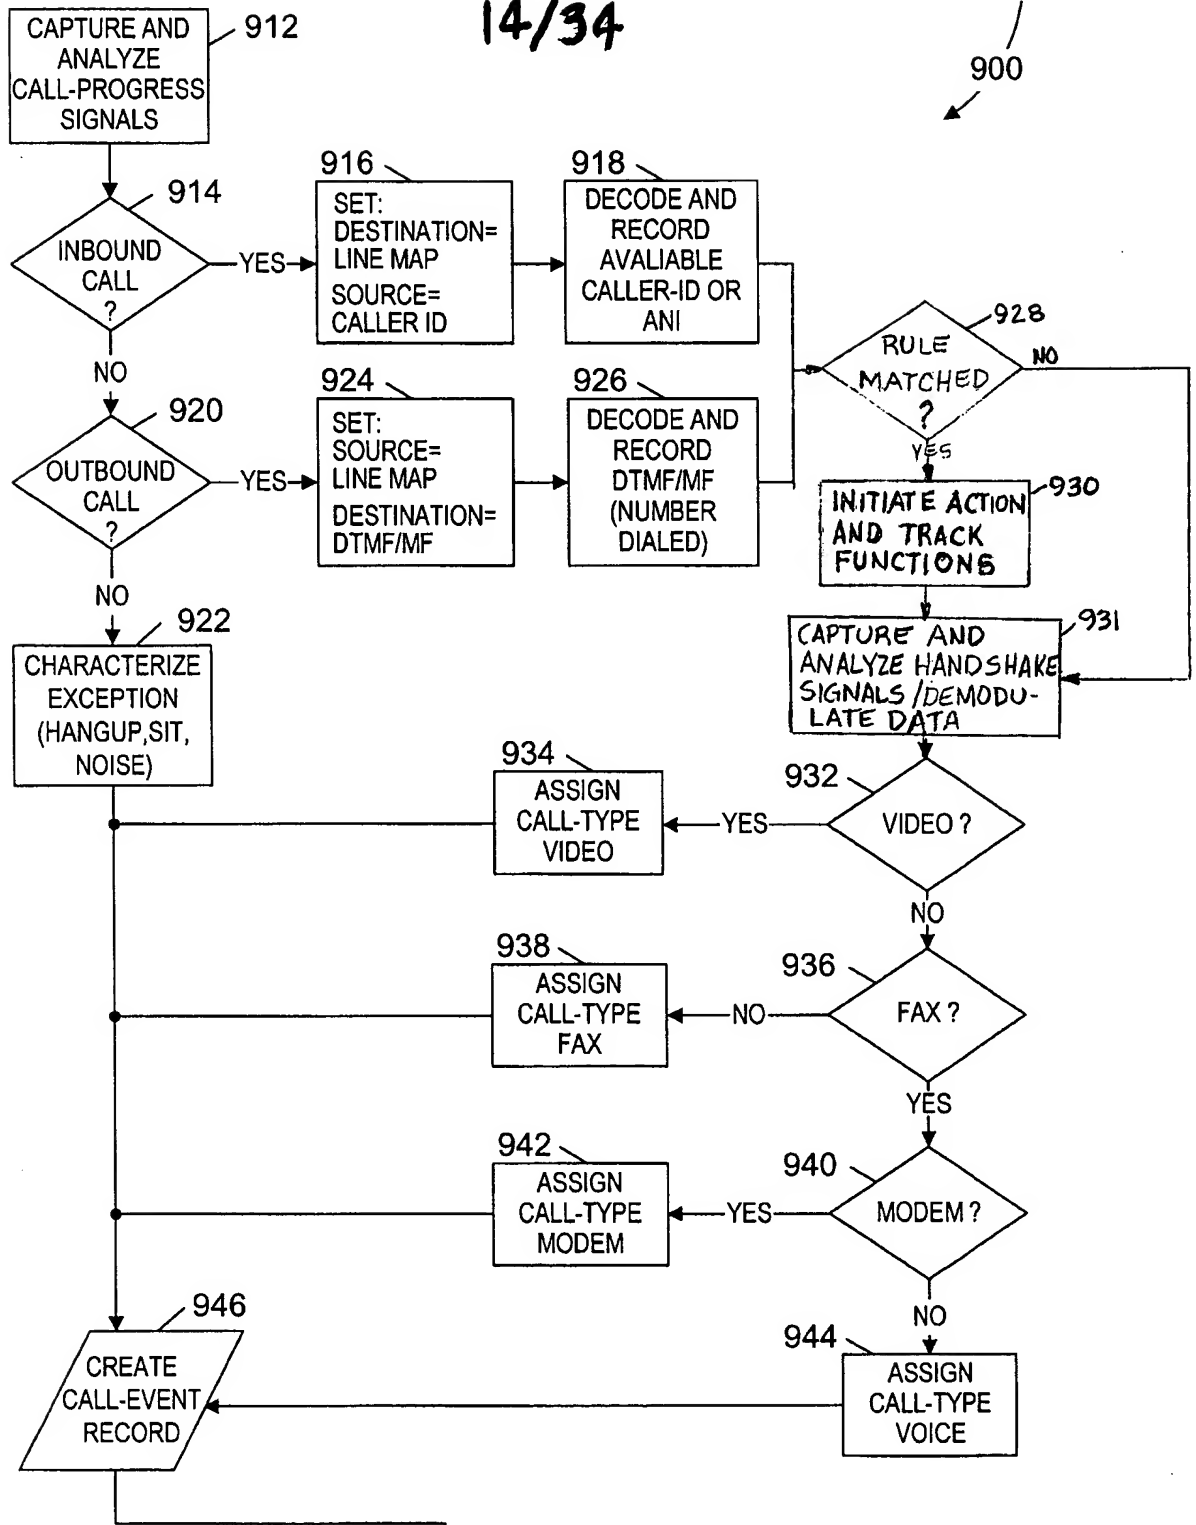 14/34
900
CAPTURE AND
ANALYZE
CALL-PROGRESS
SIGNALS
912
914
INBOUND
CALL
?
YES
NO
916
SET:
DESTINATION=
LINE MAP
SOURCE=
CALLER ID
918
DECODE AND
RECORD
AVALIABLE
CALLER-ID OR
ANI
920
OUTBOUND
CALL
?
YES
NO
924
SET:
SOURCE=
LINE MAP
DESTINATION=
DTMF/MF
926
DECODE AND
RECORD
DTMF/MF
(NUMBER
DIALED)
928
RULE
MATCHED
?
NO
YES
930
INITIATE ACTION
AND TRACK
FUNCTIONS
931
CAPTURE AND
ANALYZE HANDSHAKE
SIGNALS/DEMODU-
LATE DATA
922
CHARACTERIZE
EXCEPTION
(HANGUP,SIT,
NOISE)
932
VIDEO ?
YES
NO
934
ASSIGN
CALL-TYPE
VIDEO
936
FAX ?
NO
YES
938
ASSIGN
CALL-TYPE
FAX
940
MODEM ?
YES
NO
942
ASSIGN
CALL-TYPE
MODEM
944
ASSIGN
CALL-TYPE
VOICE
946
CREATE
CALL-EVENT
RECORD